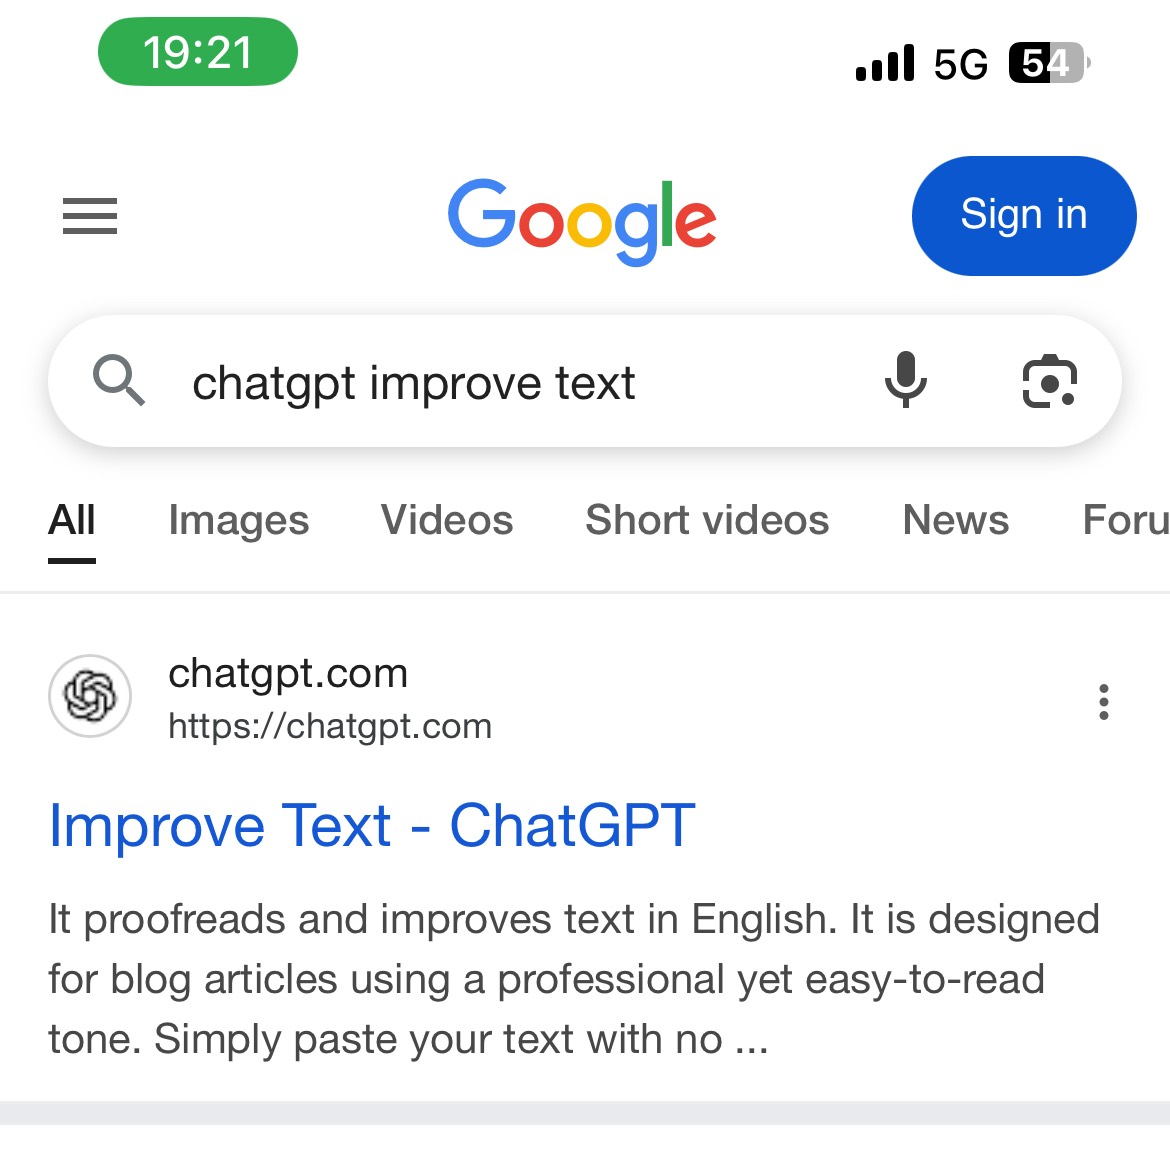 19:21
5G 54
Google
Sign in
chatgpt improve text
All Images Videos Short videos News Foru
chatgpt.com
https://chatgpt.com
Improve Text - ChatGPT
It proofreads and improves text in English. It is designed
for blog articles using a professional yet easy-to-read
tone. Simply paste your text with no ...